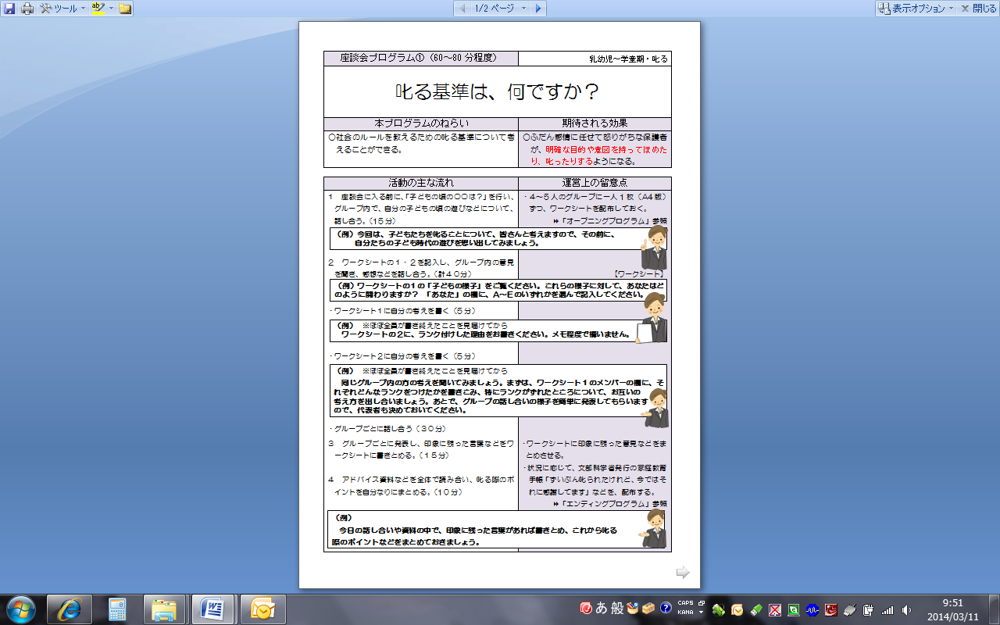 ツール
1/2 ページ
表示オプション
閉じる
座談会プログラム①（60～80 分程度）
乳幼児～学童期・叱る
叱る基準は、何ですか？
本プログラムのねらい
期待される効果
○社会のルールを教えるための叱る基準について考
えることができる。
○ふだん感情に任せて怒りがちな保護者
が、明確な目的や意図を持ってほめた
り、叱ったりするようになる。
活動の主な流れ
運営上の留意点
１　座談会に入る前に、「子どもの頃の○○は？」を行い、
グループ内で、自分の子どもの頃の遊びなどについて、
話し合う。（１５分）
・４～５人のグループに一人１枚（A４版）
ずつ、ワークシートを配布しておく。
「オープニングプログラム」参照
（例）今回は、子どもたちを叱ることについて、皆さんと考えますので、その前に、
自分たちの子ども時代の遊びを思い出してみましょう。
２　ワークシートの１・２を記入し、グループ内の意見
を聞き、感想などを話し合う。（計４０分）
【ワークシート】
（例）ワークシートの１の「子どもの様子」をご覧ください。これらの様子に対して、あなたはど
のように関わりますか？　「あなた」の欄に、A～Eのいずれかを選んで記入してください。
・ワークシート１に自分の考えを書く（５分）
（例）　※ほぼ全員が書き終えたことを見届けてから
ワークシートの２に、ランク付けした理由をお書きください。メモ程度で構いません。
・ワークシート２に自分の考えを書く（５分）
（例）　※ほぼ全員が書き終えたことを見届けてから
同じグループ内の方の考えを聞いてみましょう。まずは、ワークシート１のメンバーの欄に、そ
れぞれどんなランクをつけたかを書きこみ、特にランクがずれたところについて、お互いの
考え方を出し合いましょう。あとで、グループの話し合いの様子を簡単に発表してもらいます
ので、代表者も決めておいてください。
・グループごとに話し合う（３０分）
３　グループごとに発表し、印象に残った言葉などをワ
ークシートに書きとめる。（１５分）
・ワークシートに印象に残った意見などをま
とめさせる。
・状況に応じて、文部科学省発行の家庭教育
手帳「ずいぶん叱られたけれど、今ではそ
れに感謝してます」などを、配布する。
「エンディングプログラム」参照
４　アドバイス資料などを全体で読み合い、叱る際のポ
イントを自分なりにまとめる。（１０分）
（例）
今日の話し合いや資料の中で、印象に残った言葉があれば書きとめ、これから叱る
際のポイントなどをまとめておきましょう。
あ 般
CAPS
KANA
9:51
2014/03/11